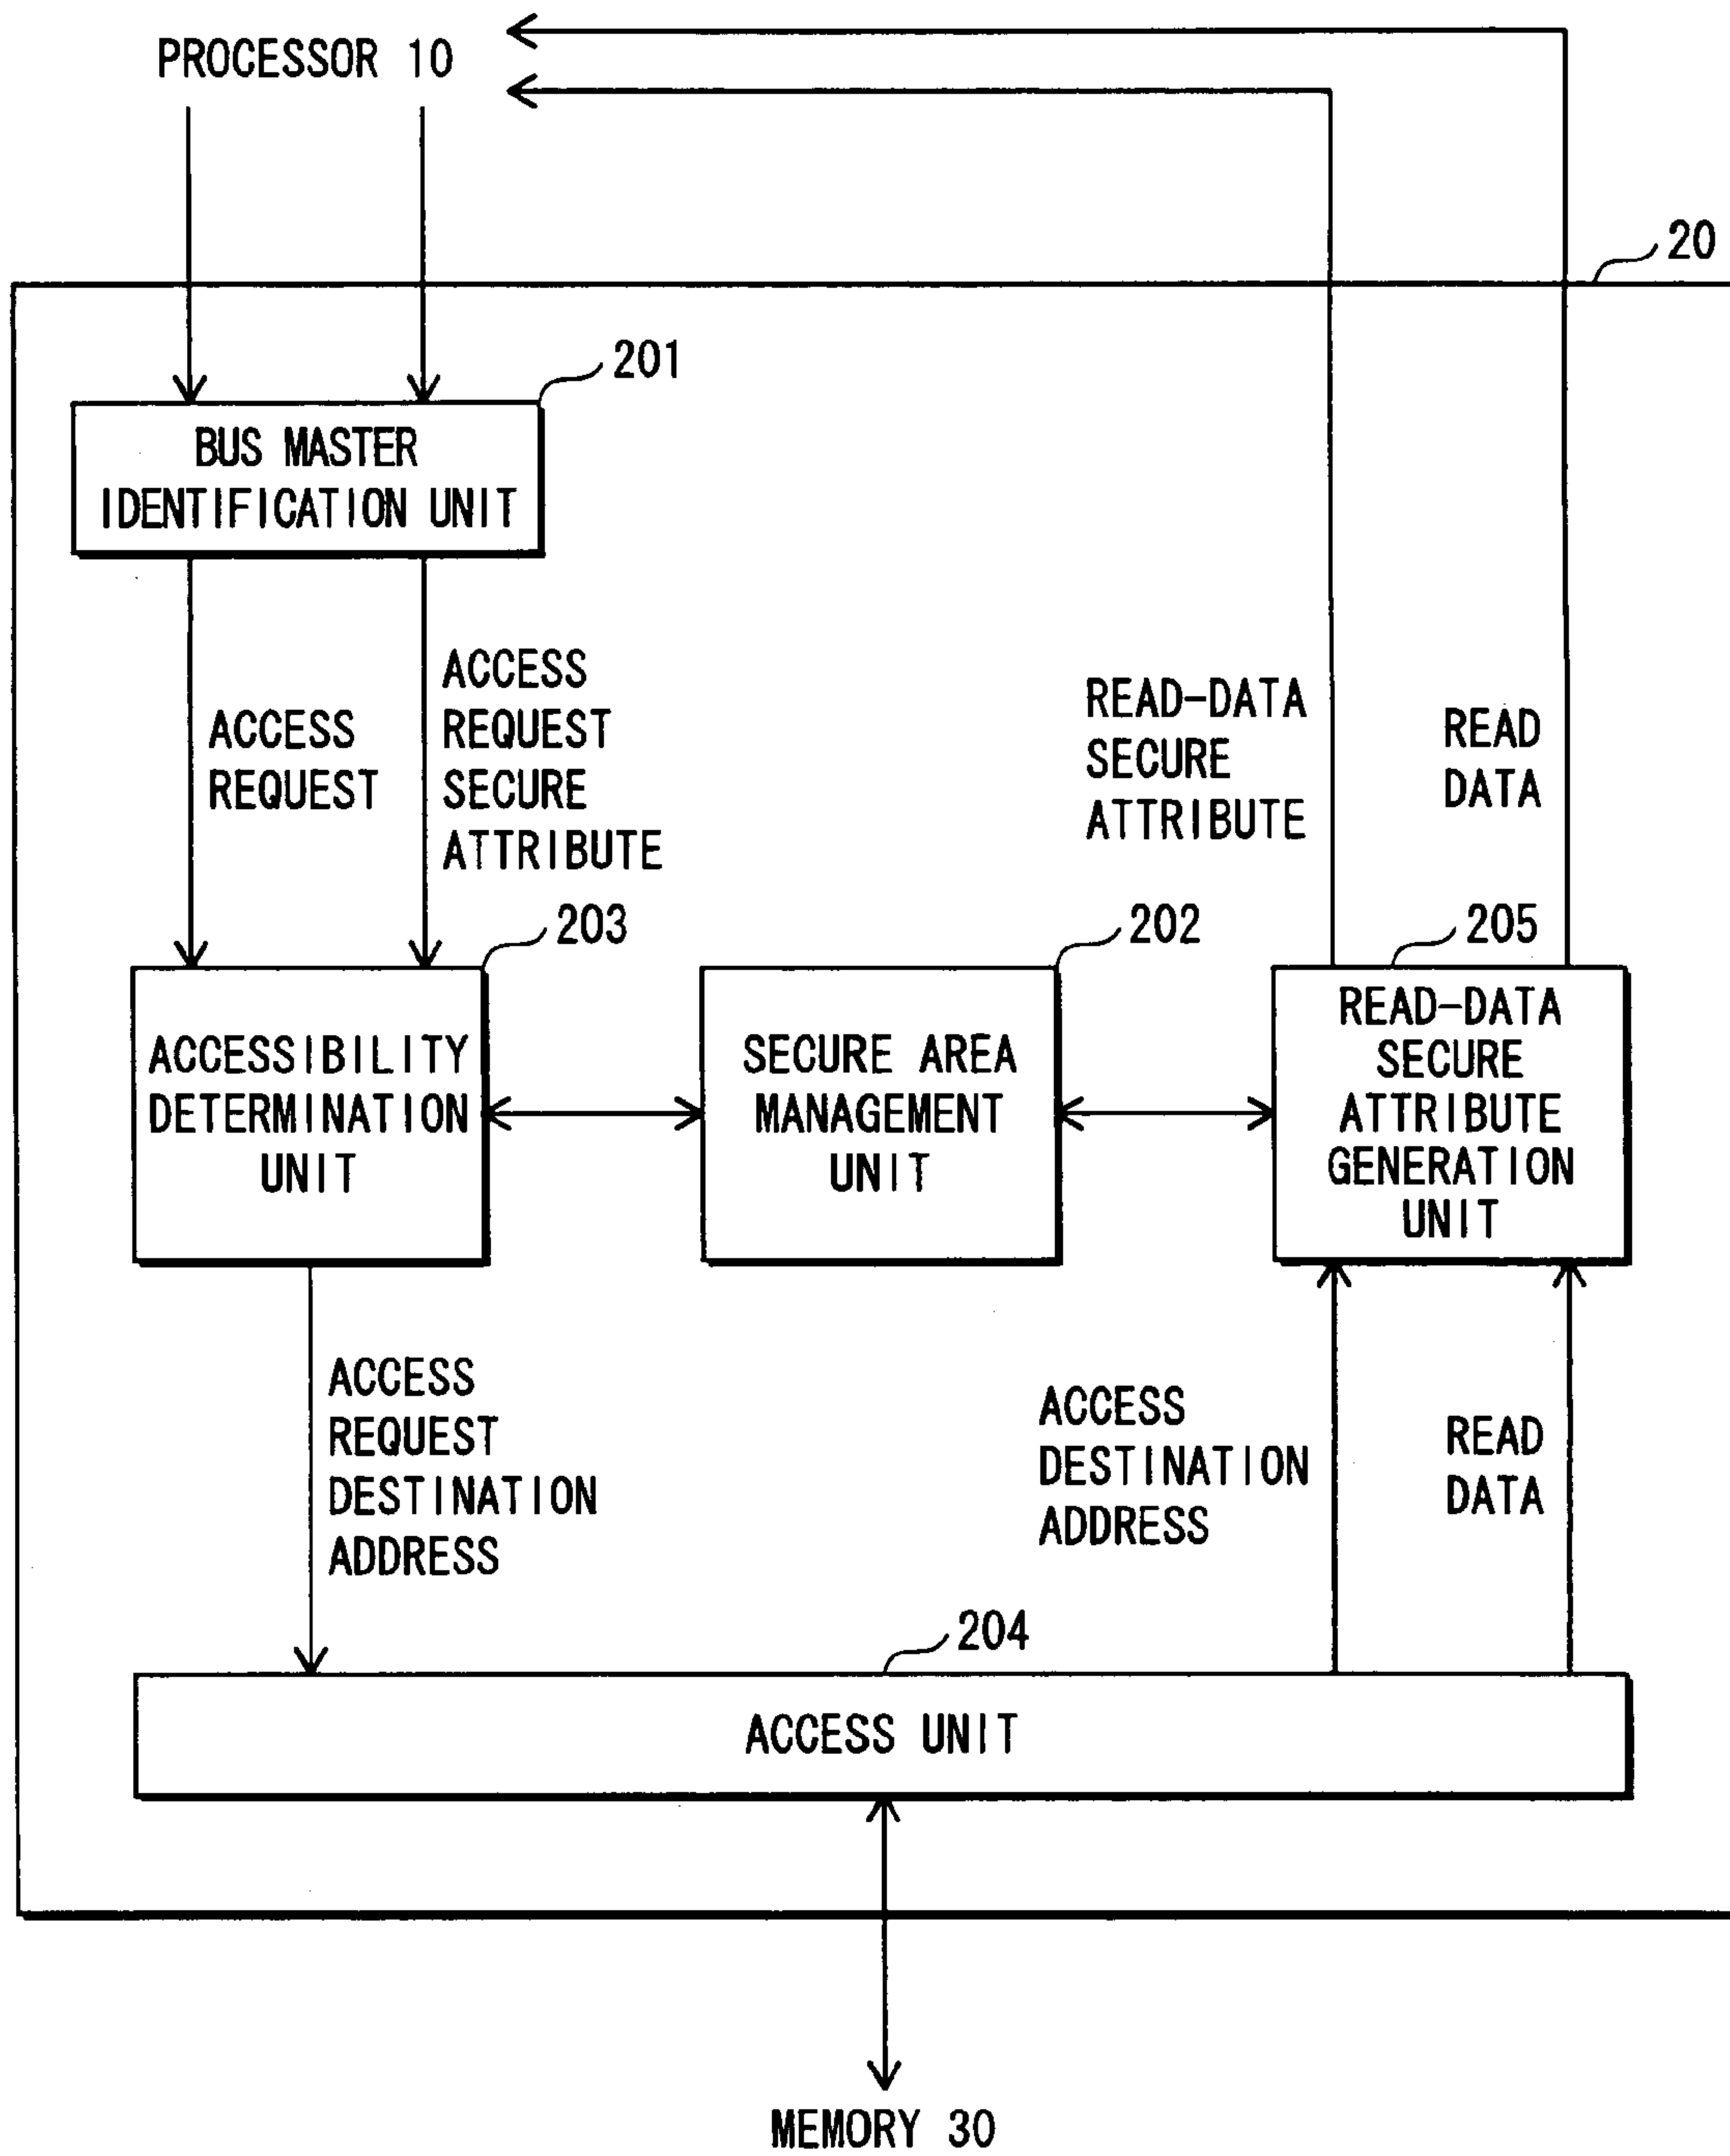 PROCESSOR 10
20
201
BUS MASTER
IDENTIFICATION UNIT
ACCESS
REQUEST
ACCESS
REQUEST
SECURE
ATTRIBUTE
READ-DATA
SECURE
ATTRIBUTE
READ
DATA
203
202
205
ACCESSIBILITY
DETERMINATION
UNIT
SECURE AREA
MANAGEMENT
UNIT
READ-DATA
SECURE
ATTRIBUTE
GENERATION
UNIT
ACCESS
REQUEST
DESTINATION
ADDRESS
ACCESS
DESTINATION
ADDRESS
READ
DATA
204
ACCESS UNIT
MEMORY 30